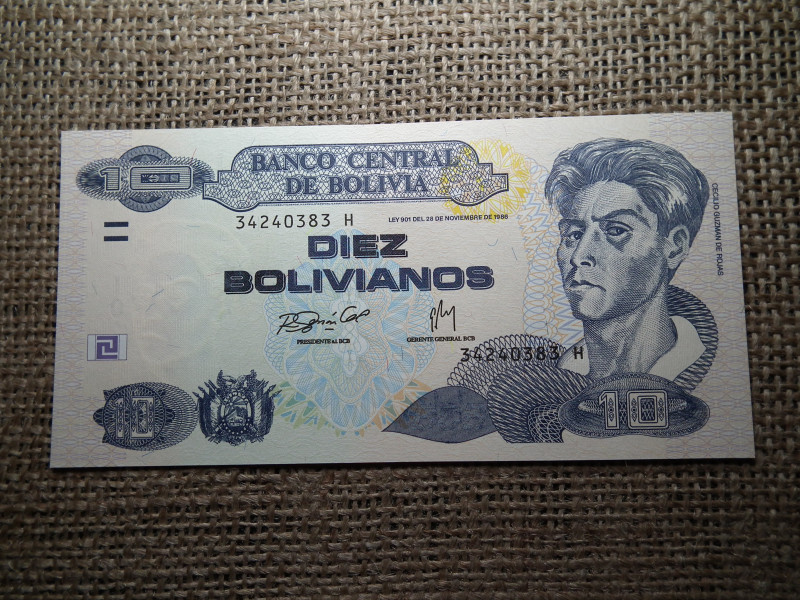 10
BANCO CENTRAL
DE BOLIVIA
34240383 H
LEY 901 DEL 28 DE NOVIEMBRE DE 1986
DIEZ
BOLIVIANOS
CECILIO GUZMAN DE ROJAS
PRESIDENTE a.i. BCB
GERENTE GENERAL BCB
34240383 H
10
10